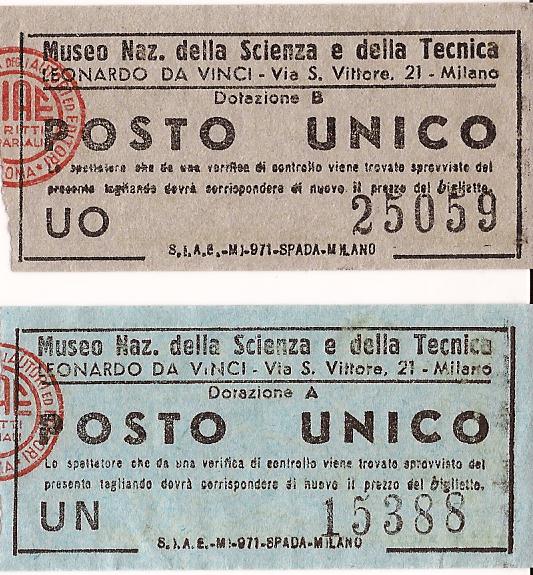 Museo Naz. della Scienza e della Tecnica
LEONARDO DA VINCI - Via S. Vittore, 21 - Milano
Dotazione B
POSTO UNICO
Lo spettatore che da una verifica di controllo viene trovato sprovvisto del
presente tagliando dovrà corrispondere di nuovo il prezzo del biglietto.
UO 25059
S.I.A.E.-MI-971-SPADA-MILANO
Museo Naz. della Scienza e della Tecnica
LEONARDO DA VINCI - Via S. Vittore, 21 - Milano
Dotazione A
POSTO UNICO
Lo spettatore che da una verifica di controllo viene trovato sprovvisto del
presente tagliando dovrà corrispondere di nuovo il prezzo del biglietto.
UN 15388
S.I.A.E.-MI-971-SPADA-MILANO